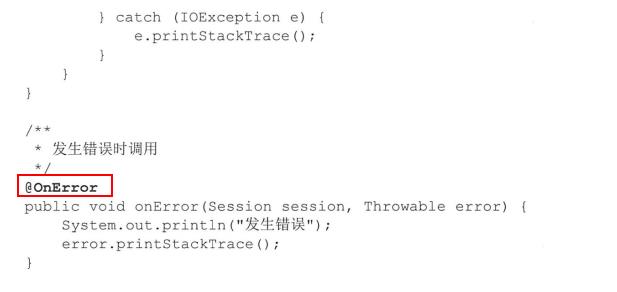 } catch (IOException e) {
e.printStackTrace();
}
}
}
/**
* 发生错误时调用
*/
@OnError
public void onError(Session session, Throwable error) {
System.out.println("发生错误");
error.printStackTrace();
}